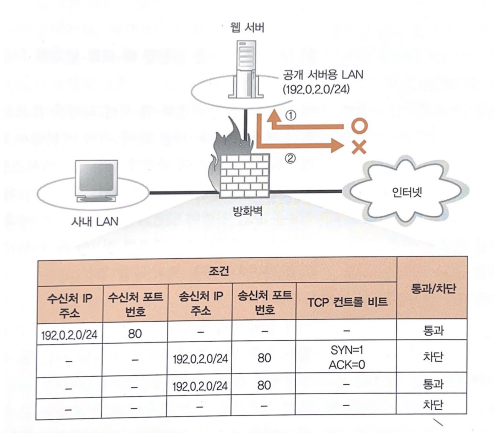 웹 서버
공개 서버용 LAN
(192.0.2.0/24)
①
②
사내 LAN
방화벽
인터넷
조건
통과/차단
수신처 IP 주소
수신처 포트 번호
송신처 IP 주소
송신처 포트 번호
TCP 컨트롤 비트
192.0.2.0/24 80 – – – 통과
– – 192.0.2.0/24 80 SYN=1 ACK=0 차단
– – 192.0.2.0/24 80 – 통과
– – – – – 차단